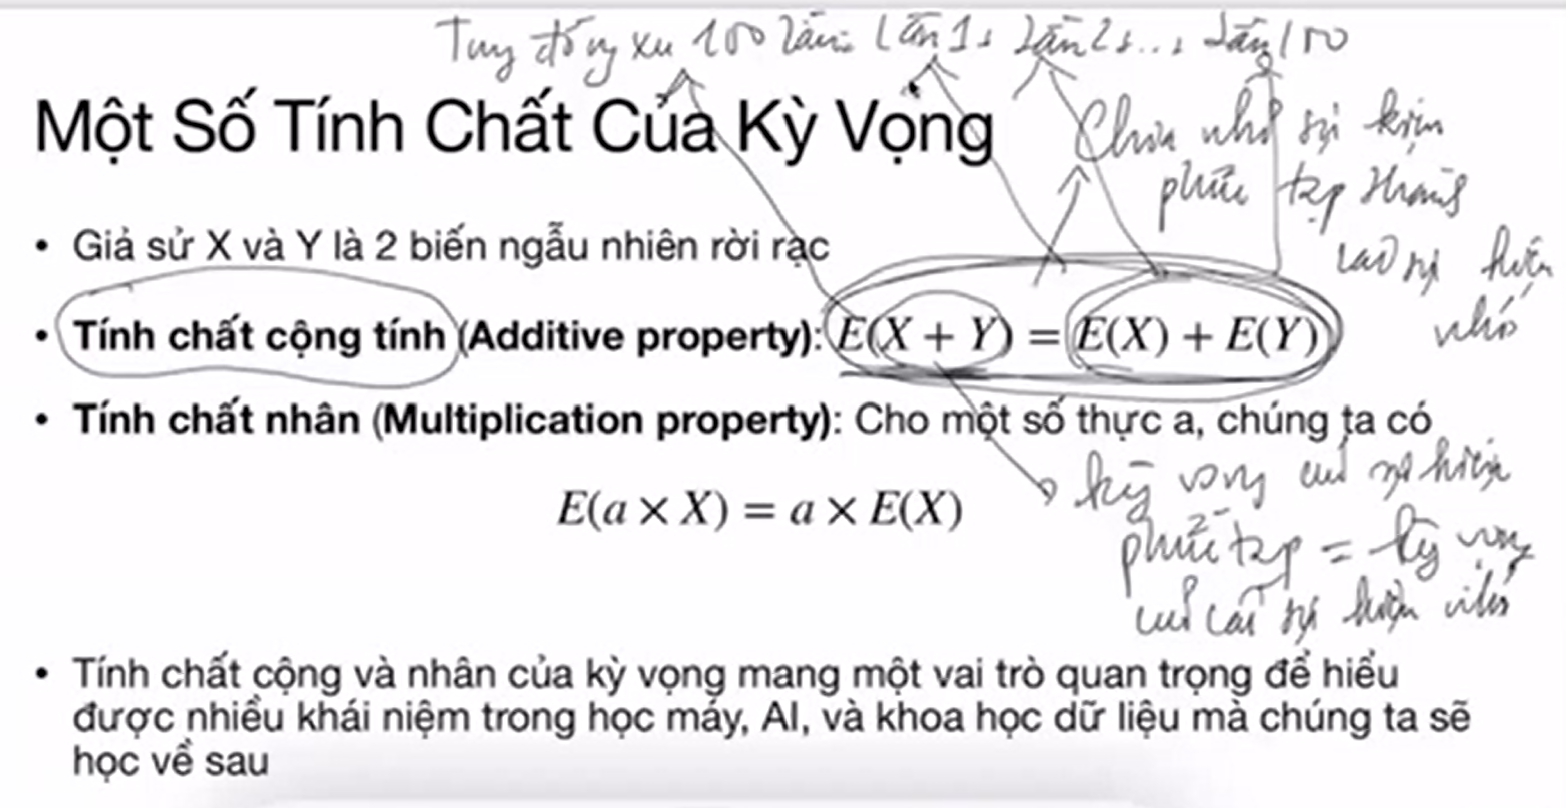 Tung đồng xu 100 lần: Lần 1, Lần 2, ..., Lần 100
Một Số Tính Chất Của Kỳ Vọng
Chia nhỏ sự kiện
phức tạp thành
các sự kiện
nhỏ
• Giả sử X và Y là 2 biến ngẫu nhiên rời rạc
• Tính chất cộng tính (Additive property): E(X + Y) = E(X) + E(Y)
• Tính chất nhân (Multiplication property): Cho một số thực a, chúng ta có
E(a × X) = a × E(X)
kỳ vọng của sự kiện
phức tạp = kỳ vọng
của các sự kiện nhỏ
• Tính chất cộng và nhân của kỳ vọng mang một vai trò quan trọng để hiểu
được nhiều khái niệm trong học máy, AI, và khoa học dữ liệu mà chúng ta sẽ
học về sau